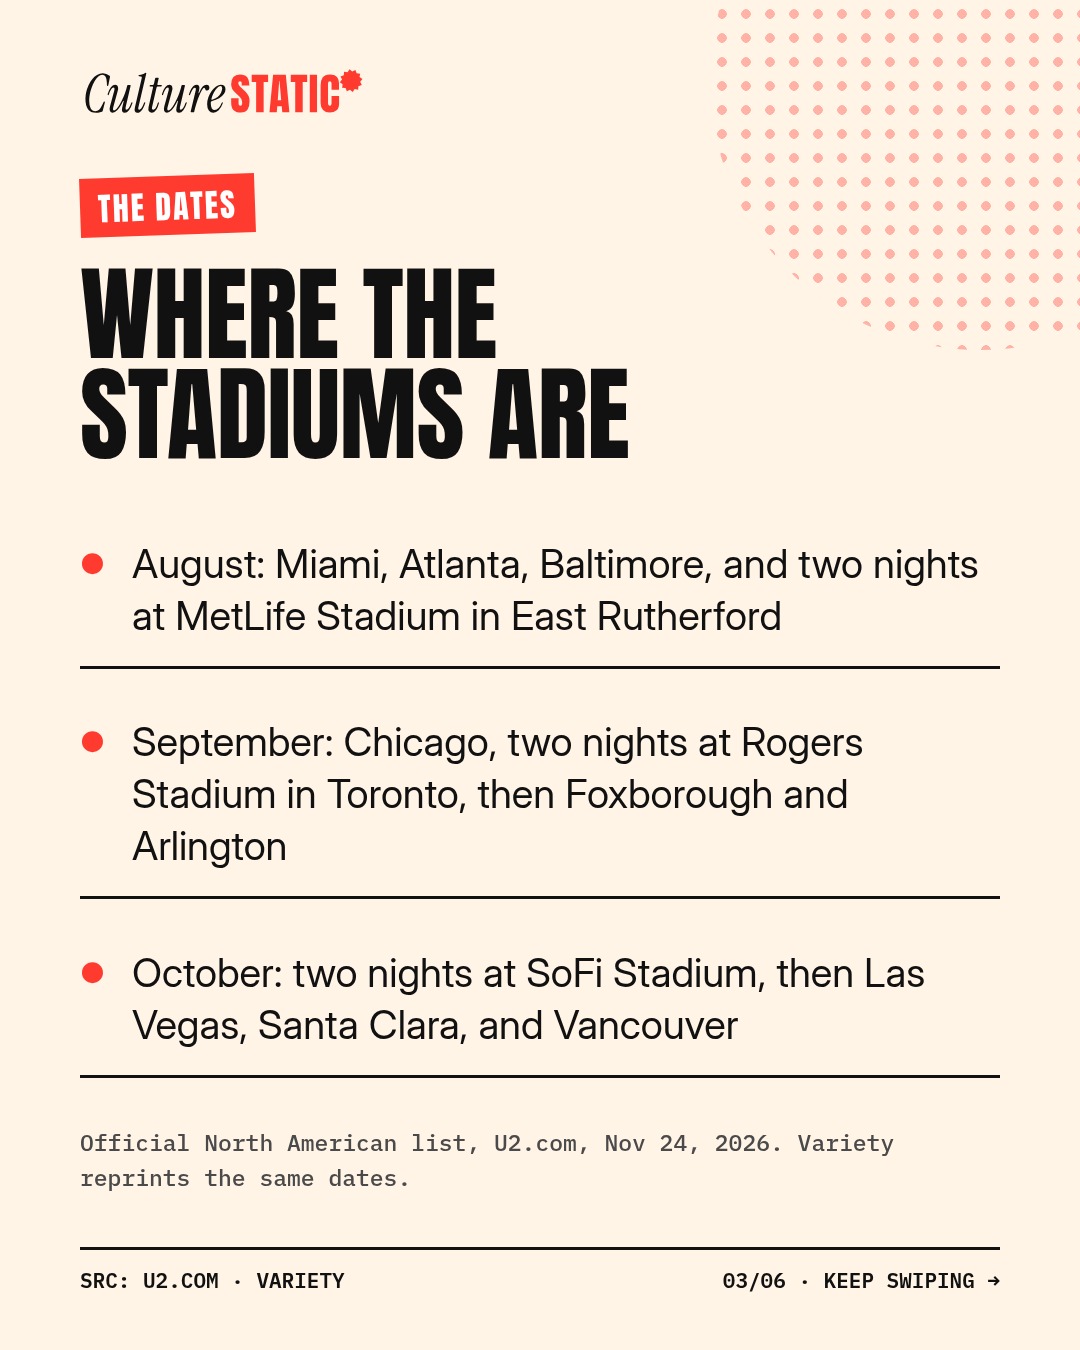 Culture STATIC
THE DATES
WHERE THE
STADIUMS ARE
August: Miami, Atlanta, Baltimore, and two nights
at MetLife Stadium in East Rutherford
September: Chicago, two nights at Rogers
Stadium in Toronto, then Foxborough and
Arlington
October: two nights at SoFi Stadium, then Las
Vegas, Santa Clara, and Vancouver
Official North American list, U2.com, Nov 24, 2026. Variety
reprints the same dates.
SRC: U2.COM · VARIETY
03/06 · KEEP SWIPING →